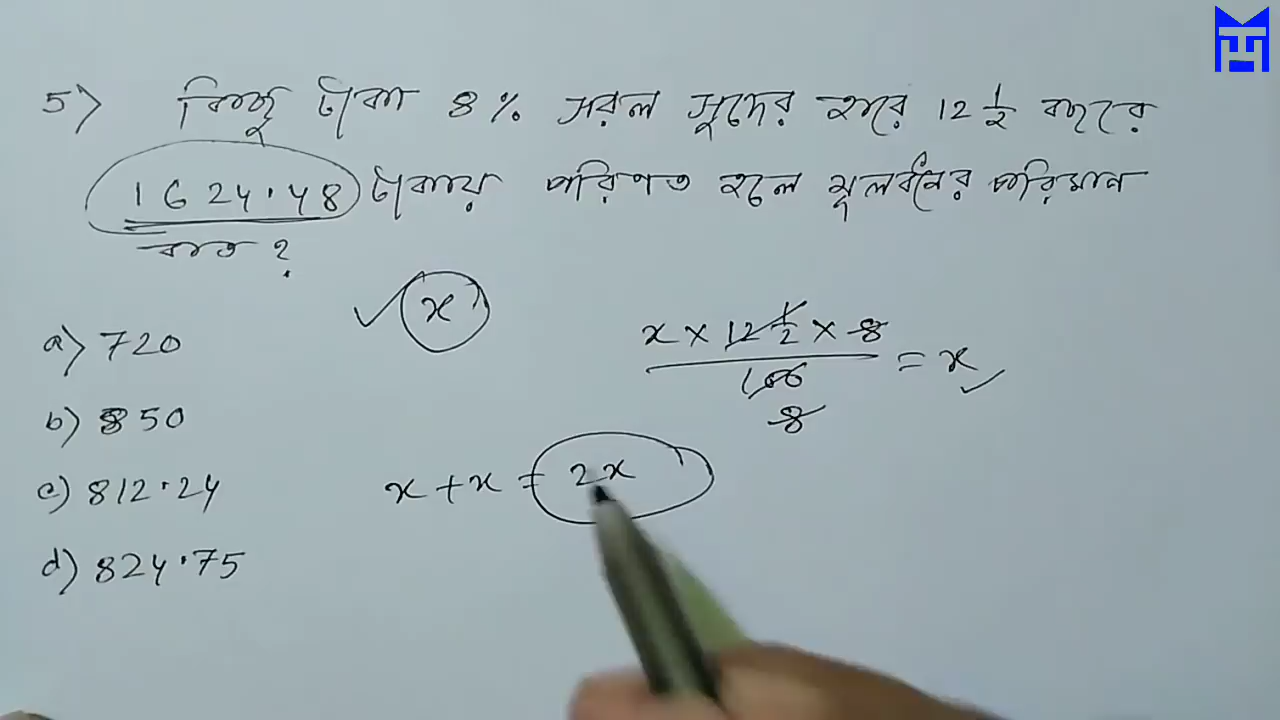 5) কিছু টাকা 8% সরল সুদের হারে 12 1/2 বছরে
1624.48 টাকায় পরিণত হলে মূলধনের পরিমান
কত ?
x
a) 720
x × 12 1/2 × 8
100
= x
8
b) 850
c) 812.24
x + x = 2x
d) 824.75